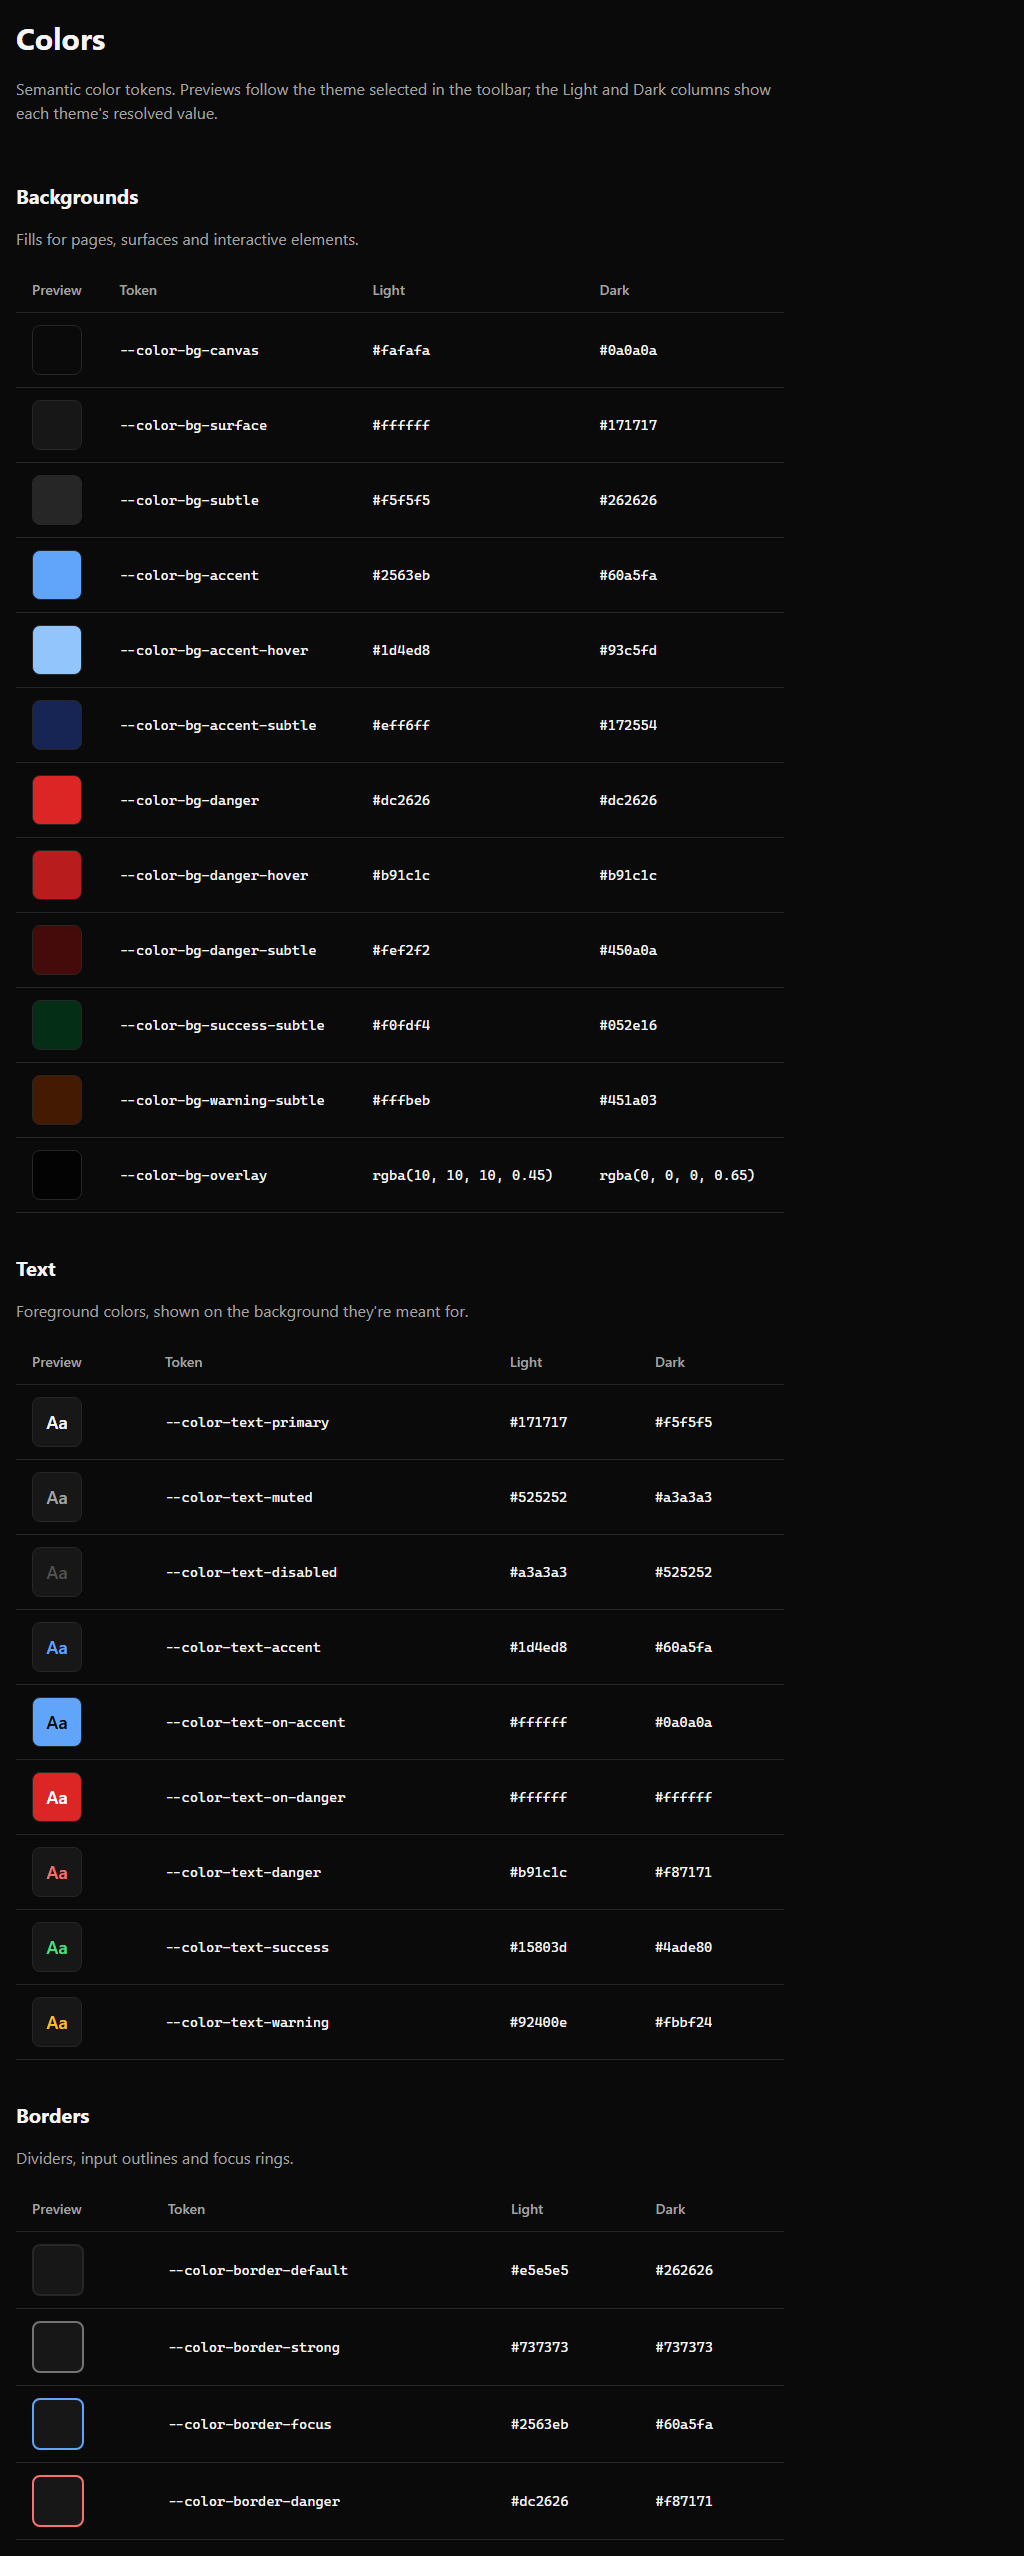 Colors
Semantic color tokens. Previews follow the theme selected in the toolbar; the Light and Dark columns show
each theme's resolved value.
Backgrounds
Fills for pages, surfaces and interactive elements.
Preview Token Light Dark
--color-bg-canvas #fafafa #0a0a0a
--color-bg-surface #ffffff #171717
--color-bg-subtle #f5f5f5 #262626
--color-bg-accent #2563eb #60a5fa
--color-bg-accent-hover #1d4ed8 #93c5fd
--color-bg-accent-subtle #eff6ff #172554
--color-bg-danger #dc2626 #dc2626
--color-bg-danger-hover #b91c1c #b91c1c
--color-bg-danger-subtle #fef2f2 #450a0a
--color-bg-success-subtle #f0fdf4 #052e16
--color-bg-warning-subtle #fffbeb #451a03
--color-bg-overlay rgba(10, 10, 10, 0.45) rgba(0, 0, 0, 0.65)
Text
Foreground colors, shown on the background they're meant for.
Preview Token Light Dark
Aa --color-text-primary #171717 #f5f5f5
Aa --color-text-muted #525252 #a3a3a3
Aa --color-text-disabled #a3a3a3 #525252
Aa --color-text-accent #1d4ed8 #60a5fa
Aa --color-text-on-accent #ffffff #0a0a0a
Aa --color-text-on-danger #ffffff #ffffff
Aa --color-text-danger #b91c1c #f87171
Aa --color-text-success #15803d #4ade80
Aa --color-text-warning #92400e #fbbf24
Borders
Dividers, input outlines and focus rings.
Preview Token Light Dark
--color-border-default #e5e5e5 #262626
--color-border-strong #737373 #737373
--color-border-focus #2563eb #60a5fa
--color-border-danger #dc2626 #f87171